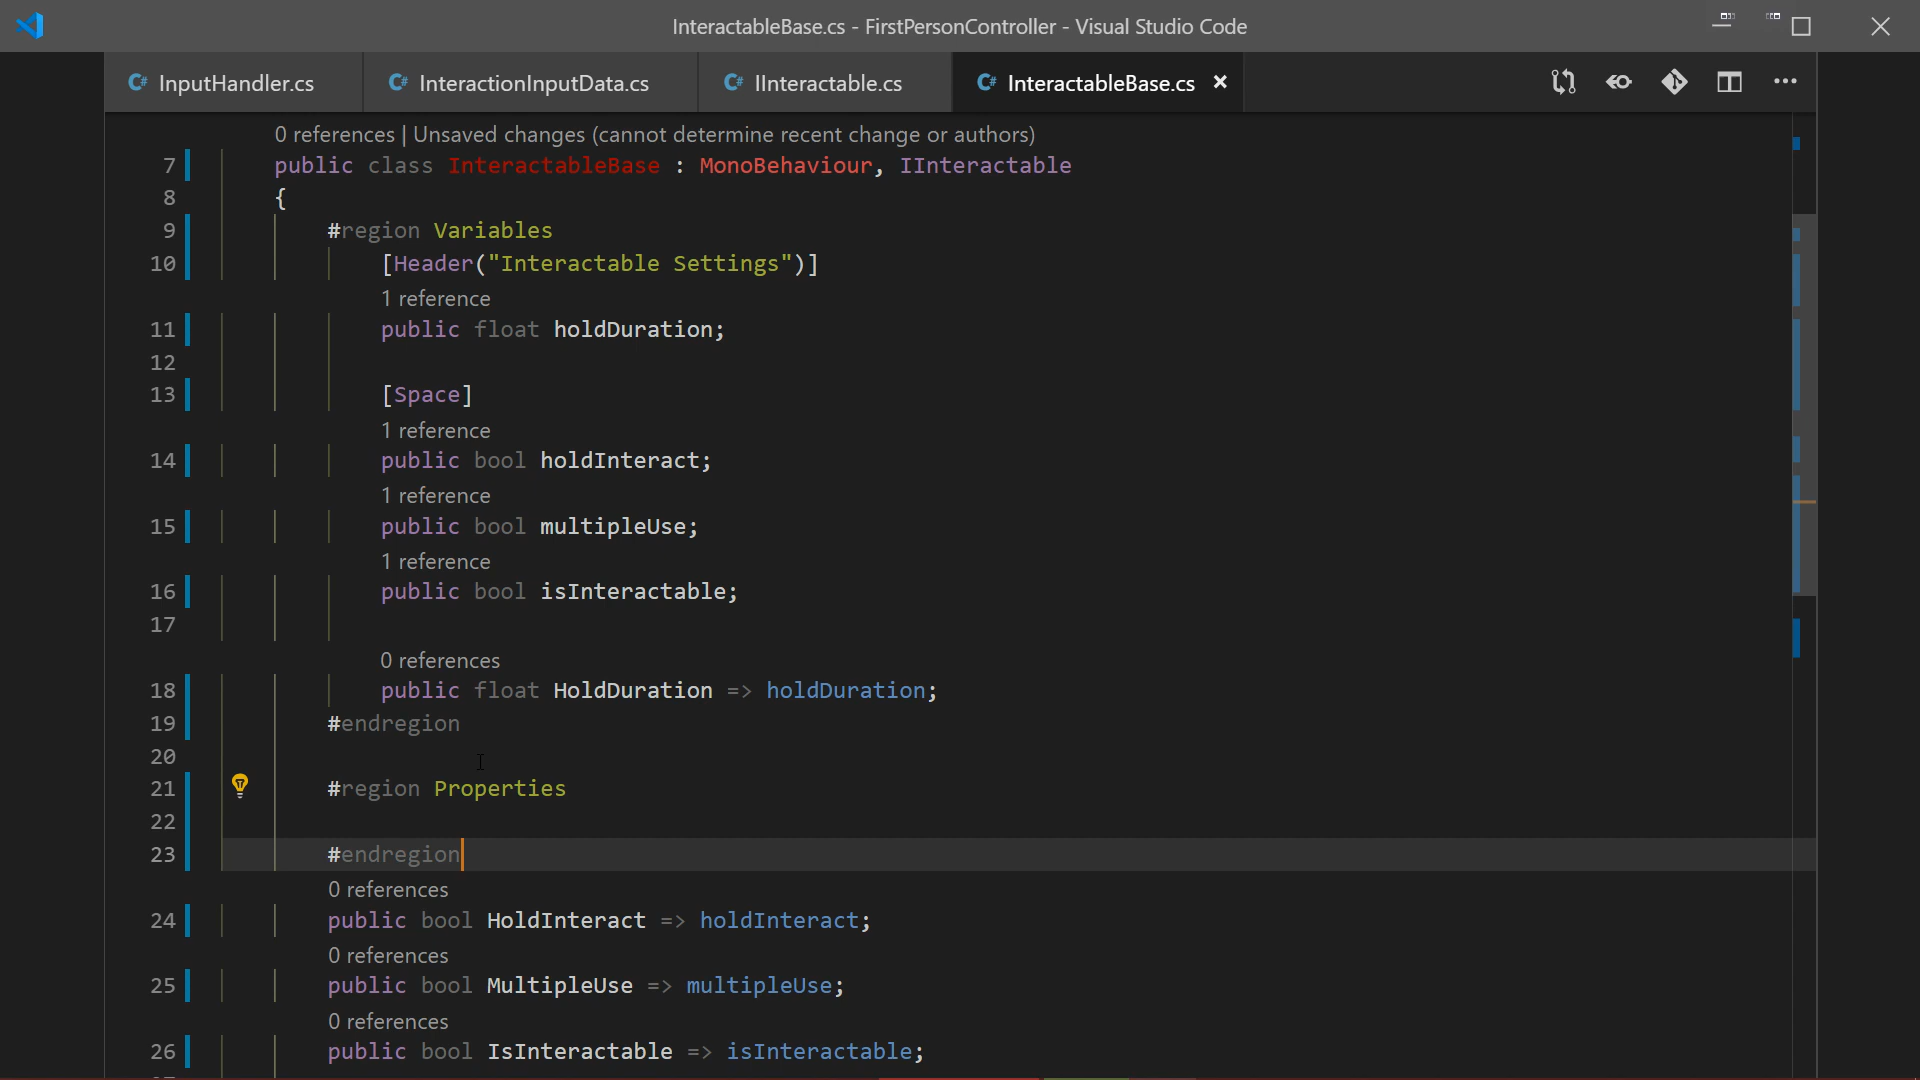 InteractableBase.cs - FirstPersonController - Visual Studio Code
InputHandler.cs InteractionInputData.cs IInteractable.cs InteractableBase.cs
0 references | Unsaved changes (cannot determine recent change or authors)
7 public class InteractableBase : MonoBehaviour, IInteractable
8 {
9 #region Variables
10 [Header("Interactable Settings")]
1 reference
11 public float holdDuration;
12
13 [Space]
1 reference
14 public bool holdInteract;
1 reference
15 public bool multipleUse;
1 reference
16 public bool isInteractable;
17
0 references
18 public float HoldDuration => holdDuration;
19 #endregion
20
21 #region Properties
22
23 #endregion
0 references
24 public bool HoldInteract => holdInteract;
0 references
25 public bool MultipleUse => multipleUse;
0 references
26 public bool IsInteractable => isInteractable;